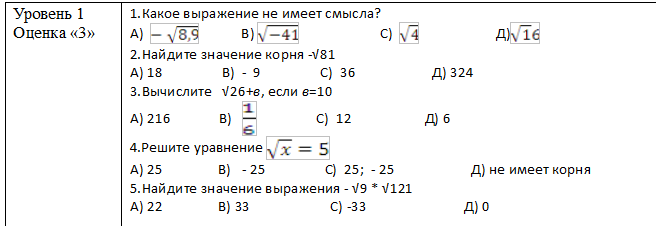 Уровень 1
Оценка «3»
1.Какое выражение не имеет смысла?
А) −√8,9 В) √−41 С) √4 Д)√16
2.Найдите значение корня -√81
А) 18 В) - 9 С) 36 Д) 324
3.Вычислите √26+в, если в=10
А) 216 В) 1/6 С) 12 Д) 6
4.Решите уравнение √x = 5
А) 25 В) - 25 С) 25; - 25 Д) не имеет корня
5.Найдите значение выражения - √9 * √121
А) 22 В) 33 С) -33 Д) 0